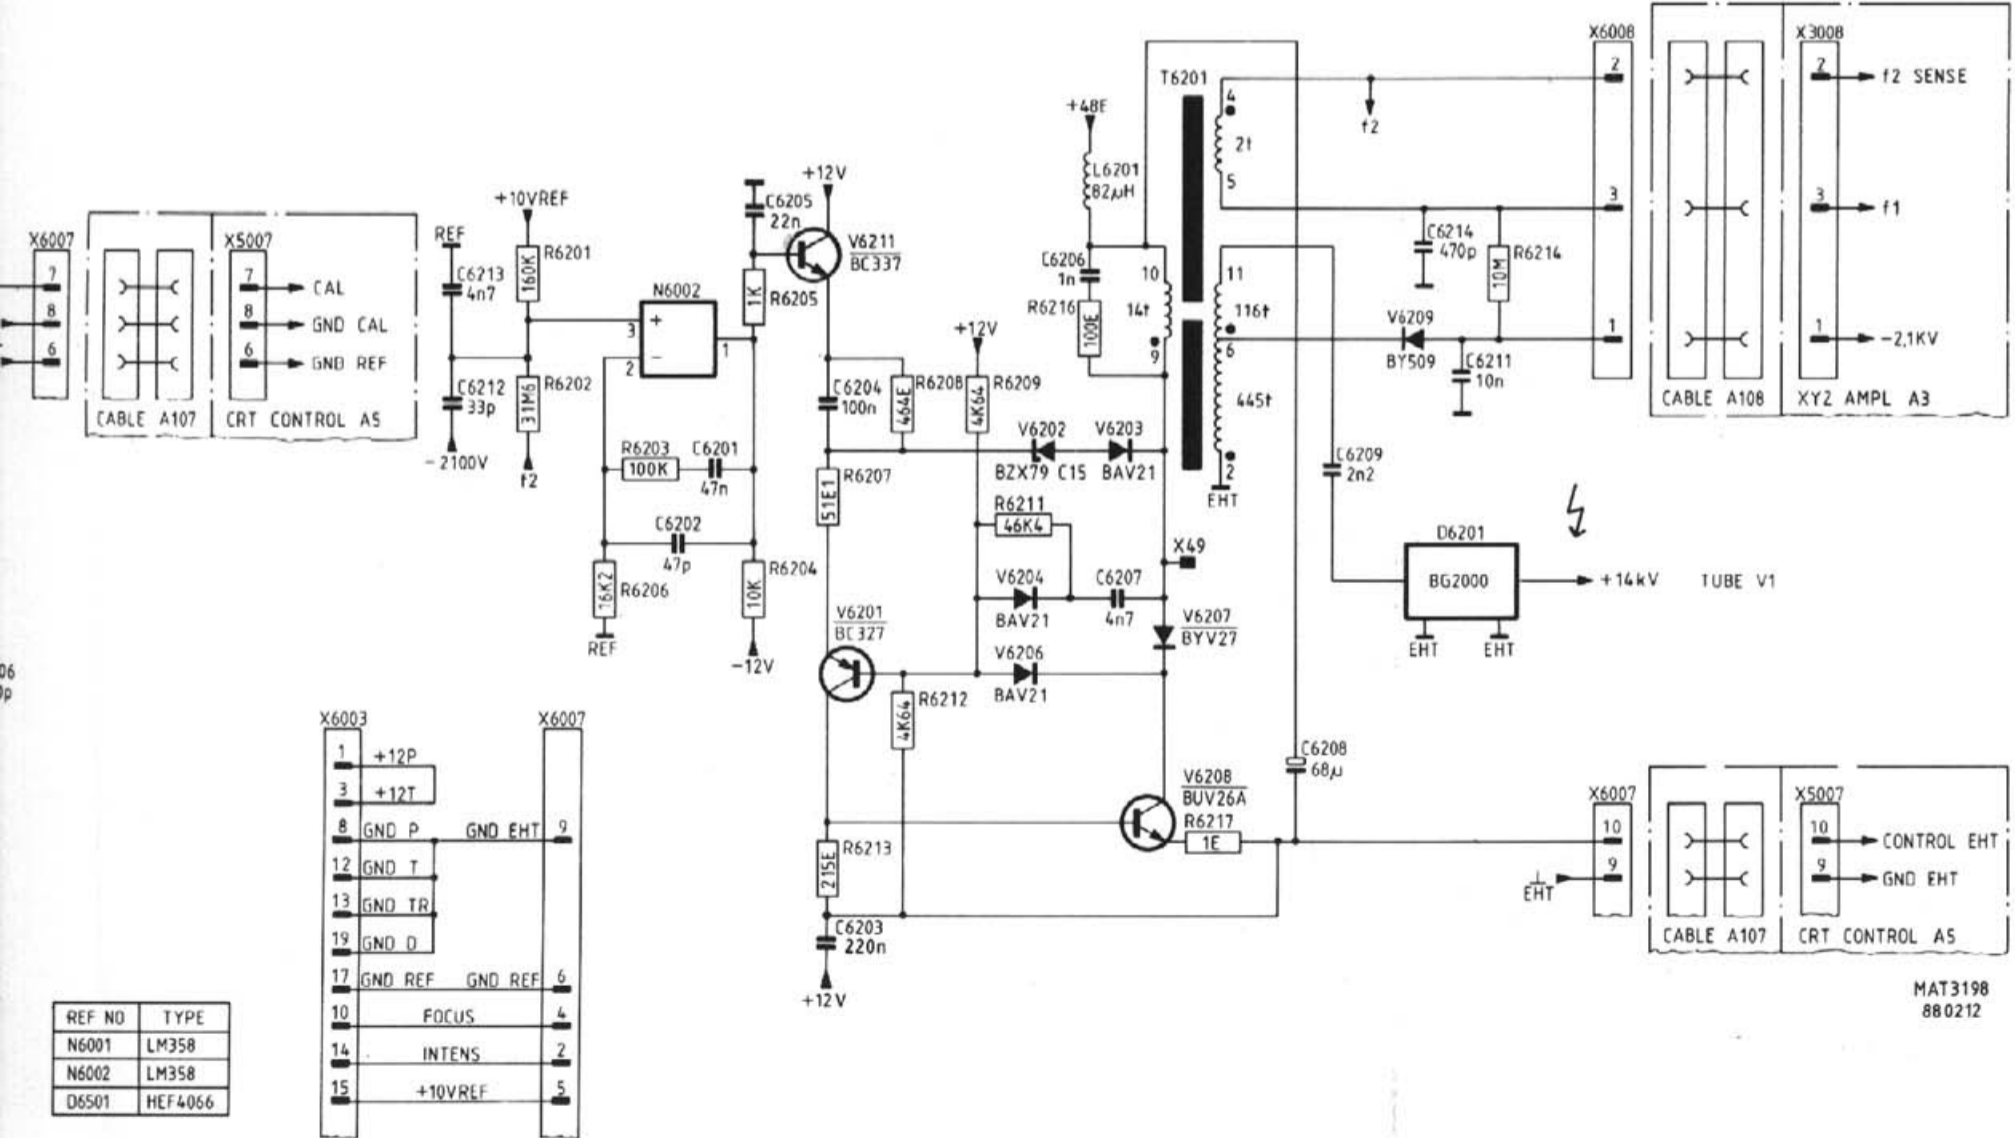 X6007
7
8
6
CABLE A107
X5007
7 CAL
8 GND CAL
6 GND REF
CRT CONTROL A5
REF
C6213
4n7
C6212
33p
-2100V
+10VREF
R6201
160K
R6202
31M6
f2
N6002
3 +
2 -
1
R6203
100K
C6201
47n
C6202
47p
R6206
16K2
REF
R6204
10K
-12V
C6205
22n
R6205
1K
+12V
V6211
BC337
C6204
100n
R6208
464E
R6207
51E1
+12V
R6209
4K64
V6202
BZX79 C15
V6203
BAV21
R6211
46K4
V6204
BAV21
C6207
4n7
V6206
BAV21
V6201
BC327
R6212
4K64
R6213
215E
C6203
220n
+12V
+48E
L6201
82µH
C6206
1n
R6216
100E
T6201
10
14t
9
4
2t
5
11
116t
6
445t
2
EHT
X49
V6207
BYV27
V6208
BUV26A
R6217
1E
C6208
68µ
f2
C6214
470p
R6214
10M
V6209
BY509
C6211
10n
C6209
2n2
D6201
BG2000
EHT
EHT
+14kV TUBE V1
X6008
2
3
1
CABLE A108
X3008
2 f2 SENSE
3 f1
1 -2,1KV
XYZ AMPL A3
X6007
10
9
EHT
CABLE A107
X5007
10 CONTROL EHT
9 GND EHT
CRT CONTROL A5
MAT3198
880212
06
0p
X6003
X6007
1 +12P
3 +12T
8 GND P GND EHT 9
12 GND T
13 GND TR
19 GND D
17 GND REF GND REF 6
10 FOCUS 4
14 INTENS 2
15 +10VREF 5
REF NO TYPE
N6001 LM358
N6002 LM358
D6501 HEF4066